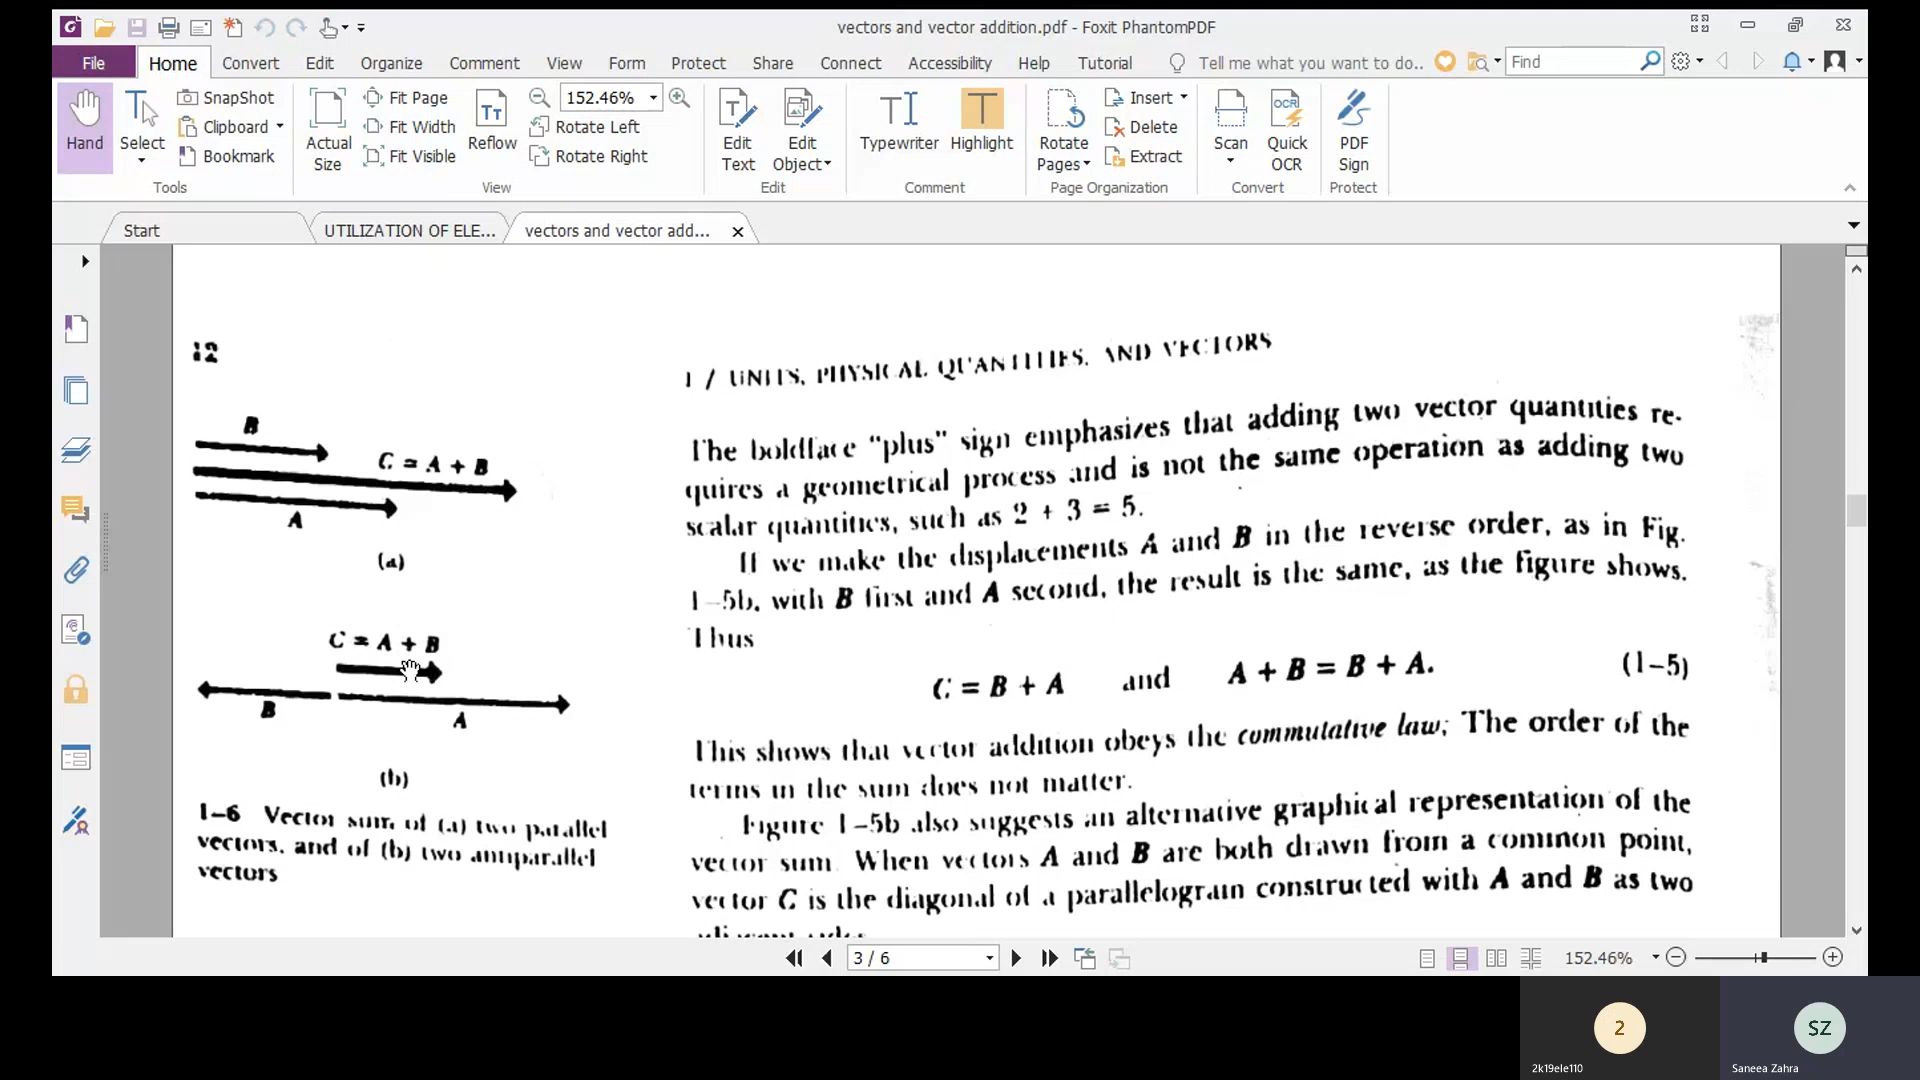 vectors and vector addition.pdf - Foxit PhantomPDF
File Home Convert Edit Organize Comment View Form Protect Share Connect Accessibility Help Tutorial Tell me what you want to do.. Find
Hand
Select
SnapShot
Clipboard
Bookmark
Tools
Actual Size
Fit Page
Fit Width
Fit Visible
Reflow
152.46%
Rotate Left
Rotate Right
View
Edit Text
Edit Object
Edit
Typewriter
Highlight
Comment
Rotate Pages
Insert
Delete
Extract
Page Organization
Scan
Quick OCR
Convert
PDF Sign
Protect
Start
UTILIZATION OF ELE...
vectors and vector add...
12
1 / UNITS, PHYSICAL QUANTITIES, AND VECTORS
B
C = A + B
A
(a)
C = A + B
B
A
(b)
1–6 Vector sum of (a) two parallel
vectors, and of (b) two antiparallel
vectors
The boldface "plus" sign emphasizes that adding two vector quantities re-
quires a geometrical process and is not the same operation as adding two
scalar quantities, such as 2 + 3 = 5.
If we make the displacements A and B in the reverse order, as in Fig.
1–5b, with B first and A second, the result is the same, as the figure shows.
Thus
C = B + A and A + B = B + A. (1–5)
This shows that vector addition obeys the commutative law; The order of the
terms in the sum does not matter.
Figure 1–5b also suggests an alternative graphical representation of the
vector sum. When vectors A and B are both drawn from a common point,
vector C is the diagonal of a parallelogram constructed with A and B as two
3 / 6
152.46%
2
2k19ele110
SZ
Saneea Zahra